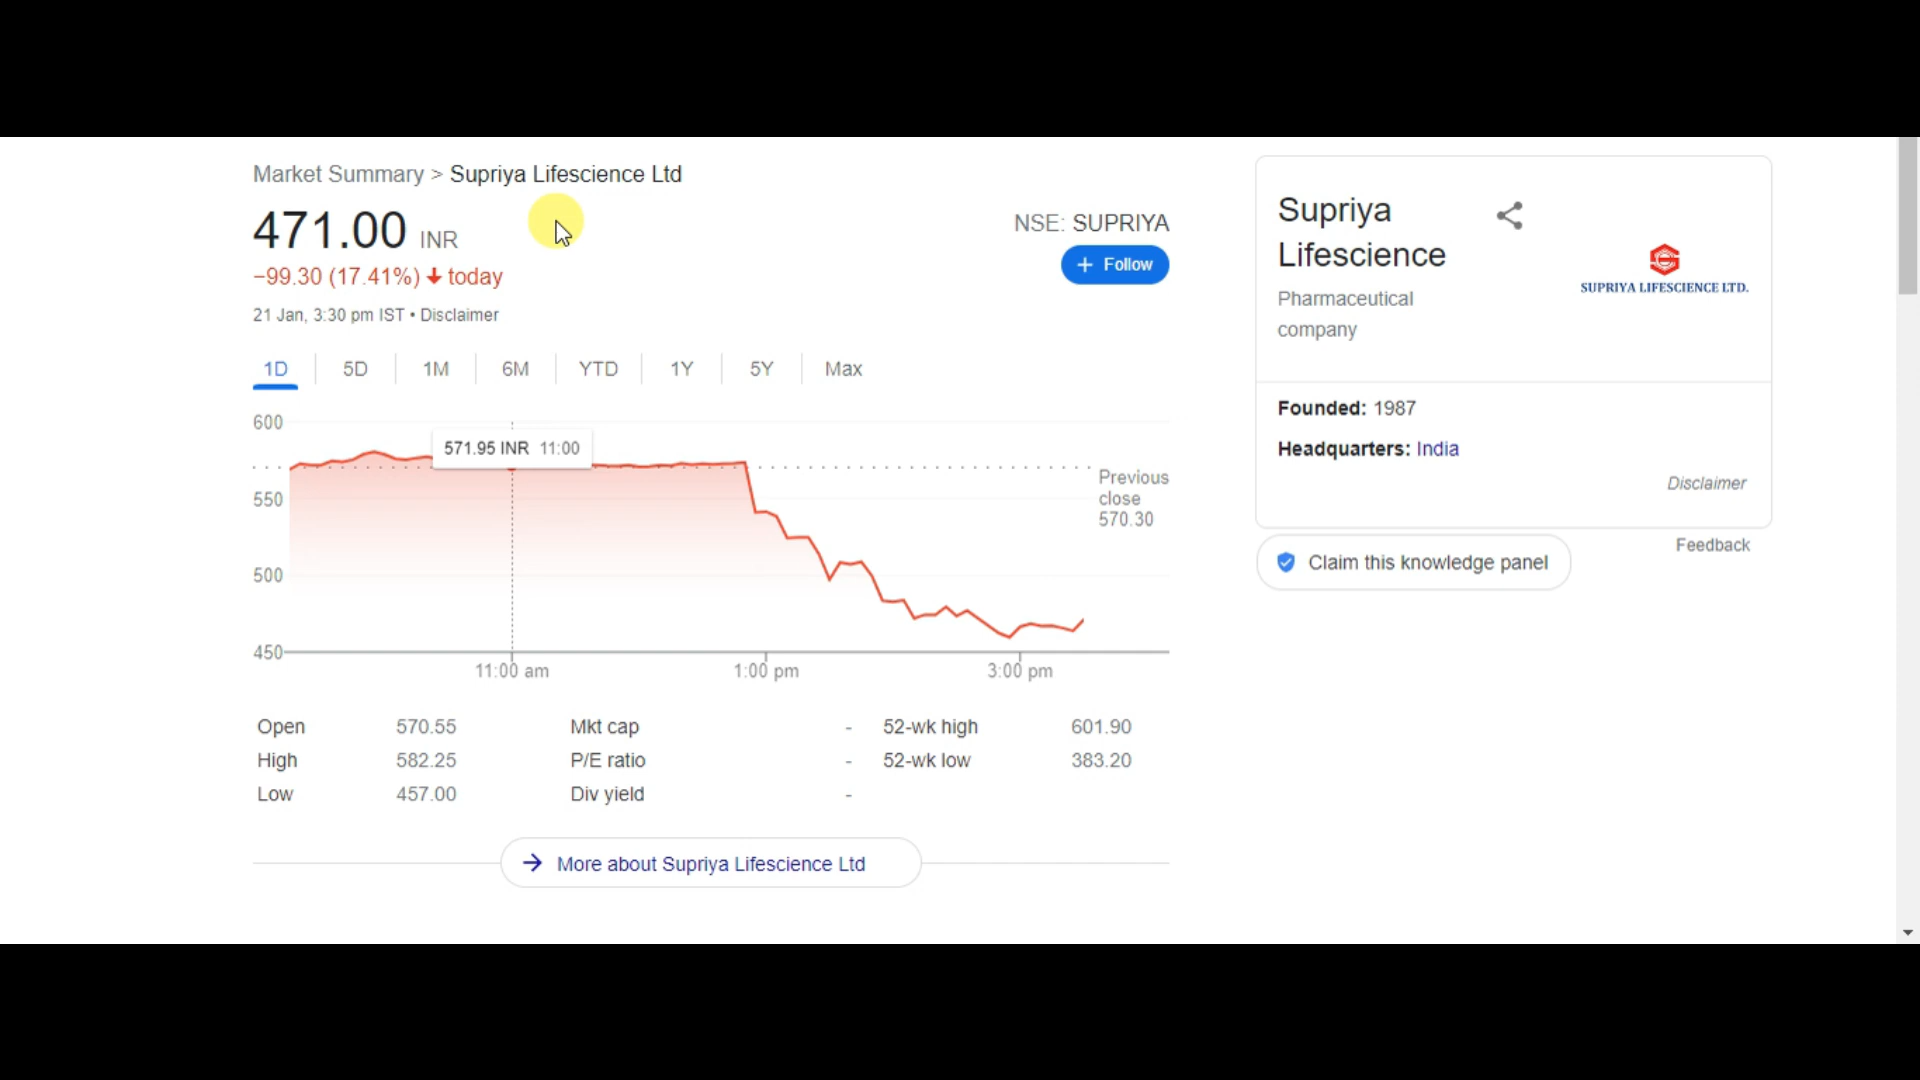 Market Summary > Supriya Lifescience Ltd
471.00 INR
−99.30 (17.41%) ↓ today
21 Jan, 3:30 pm IST • Disclaimer
NSE: SUPRIYA
+ Follow
1D 5D 1M 6M YTD 1Y 5Y Max
600
550
500
450
571.95 INR 11:00
Previous
close
570.30
11:00 am 1:00 pm 3:00 pm
Open 570.55 Mkt cap - 52-wk high 601.90
High 582.25 P/E ratio - 52-wk low 383.20
Low 457.00 Div yield -
→ More about Supriya Lifescience Ltd
Supriya
Lifescience
Pharmaceutical
company
SUPRIYA LIFESCIENCE LTD.
Founded: 1987
Headquarters: India
Disclaimer
Feedback
Claim this knowledge panel